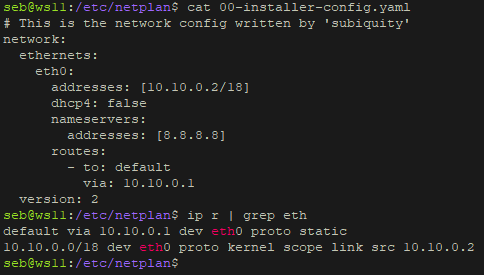 seb@ws11:/etc/netplan$ cat 00-installer-config.yaml
# This is the network config written by 'subiquity'
network:
  ethernets:
    eth0:
      addresses: [10.10.0.2/18]
      dhcp4: false
      nameservers:
        addresses: [8.8.8.8]
      routes:
        - to: default
          via: 10.10.0.1
  version: 2
seb@ws11:/etc/netplan$ ip r | grep eth
default via 10.10.0.1 dev eth0 proto static
10.10.0.0/18 dev eth0 proto kernel scope link src 10.10.0.2
seb@ws11:/etc/netplan$